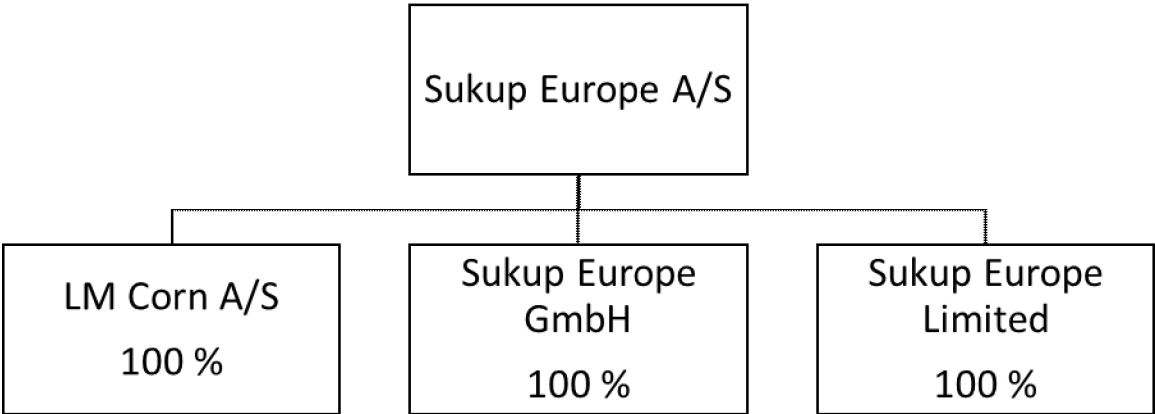 Sukup Europe A/S
LM Corn A/S
100 %
Sukup Europe
GmbH
100 %
Sukup Europe
Limited
100 %